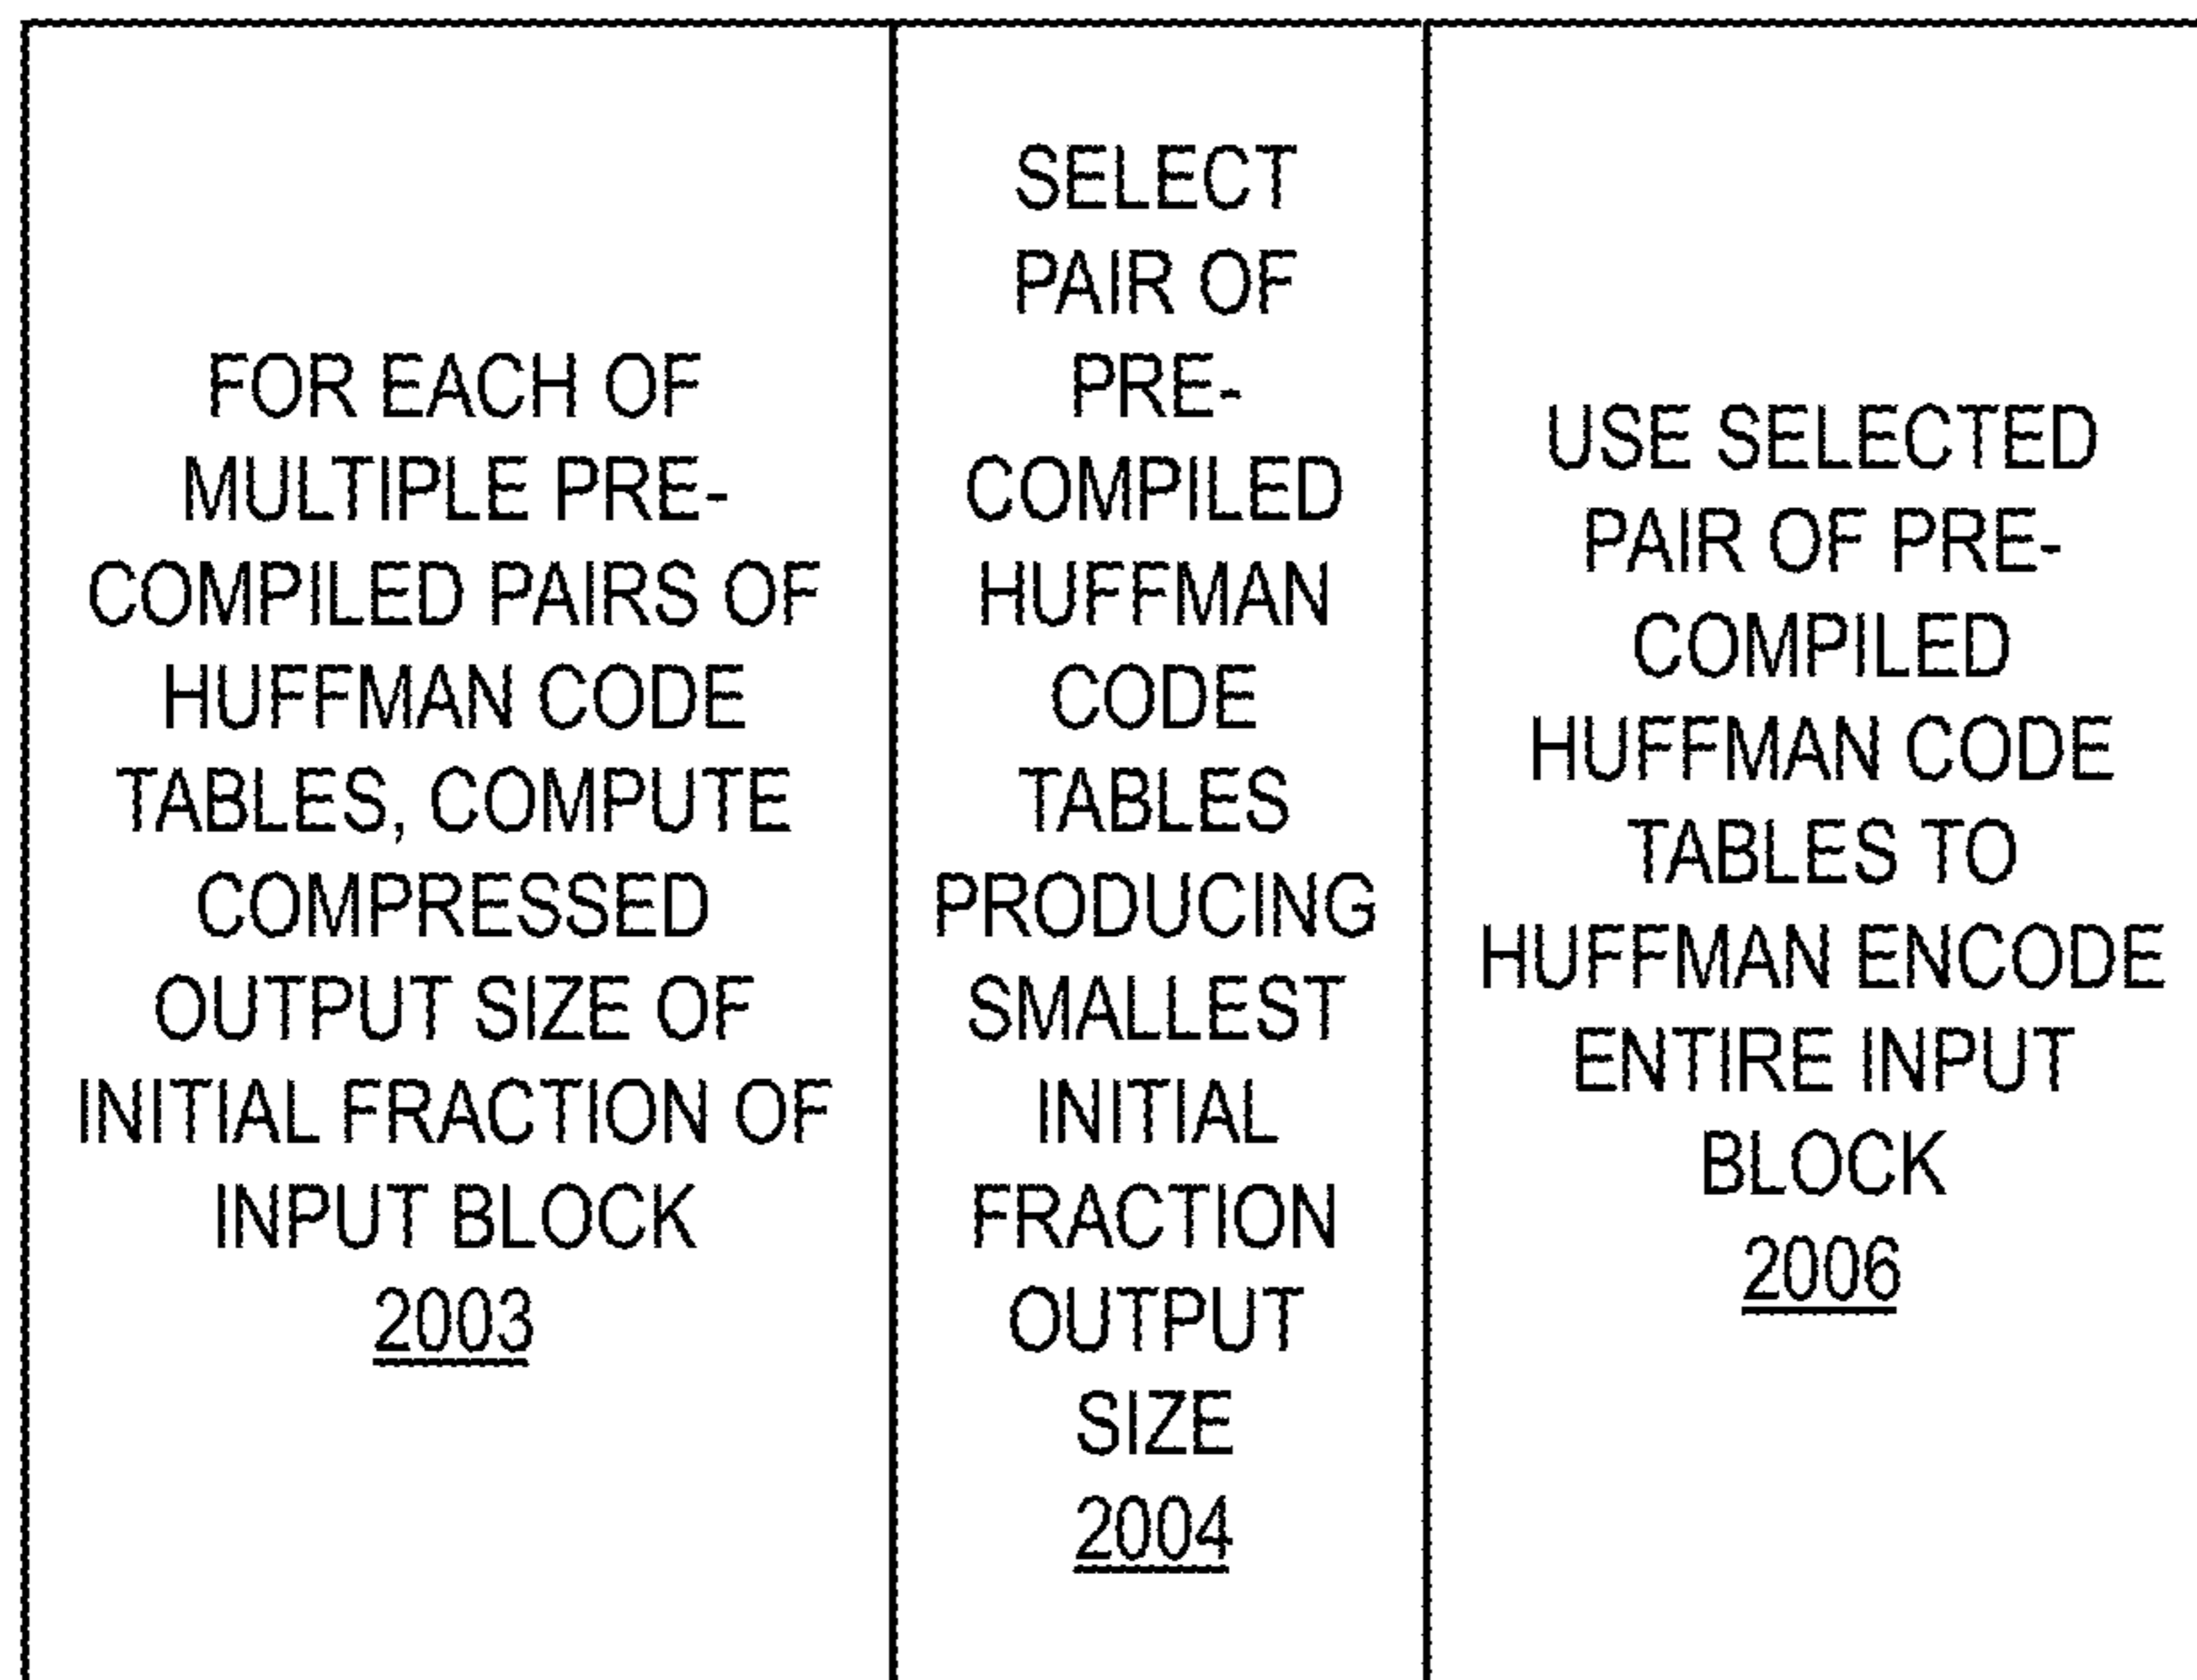 FOR EACH OF
MULTIPLE PRE-
COMPILED PAIRS OF
HUFFMAN CODE
TABLES, COMPUTE
COMPRESSED
OUTPUT SIZE OF
INITIAL FRACTION OF
INPUT BLOCK
2003
SELECT
PAIR OF
PRE-
COMPILED
HUFFMAN
CODE
TABLES
PRODUCING
SMALLEST
INITIAL
FRACTION
OUTPUT
SIZE
2004
USE SELECTED
PAIR OF PRE-
COMPILED
HUFFMAN CODE
TABLES TO
HUFFMAN ENCODE
ENTIRE INPUT
BLOCK
2006